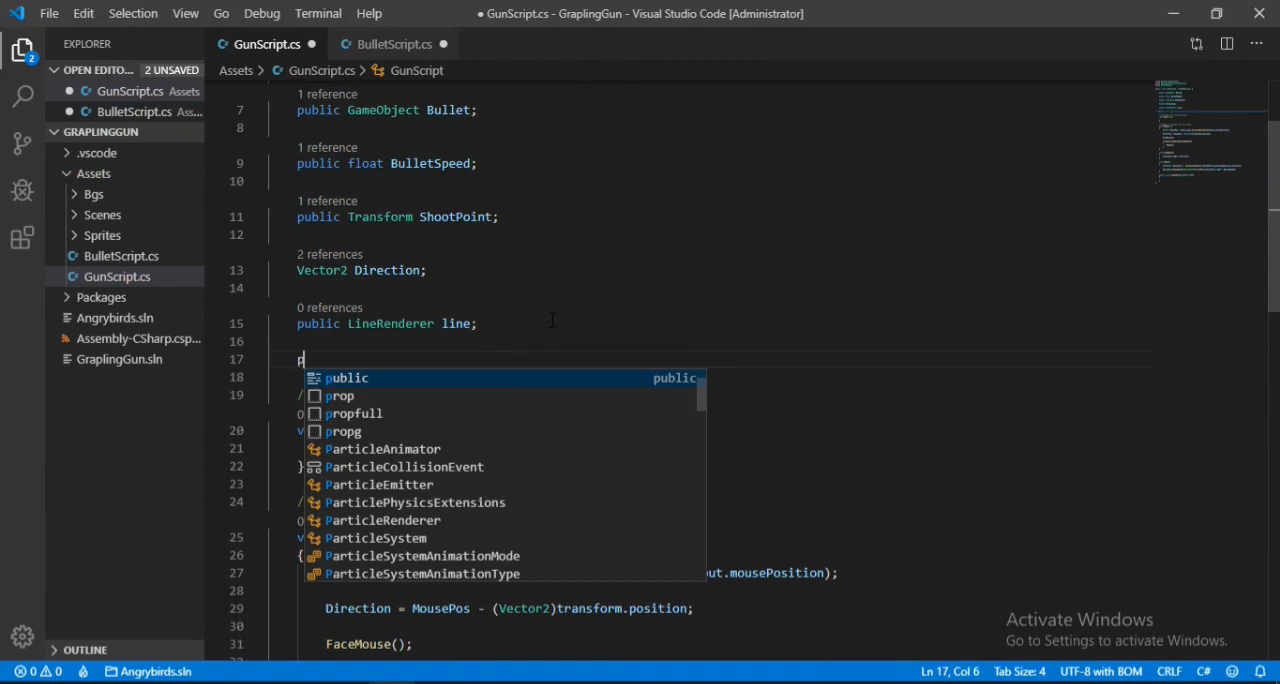 File Edit Selection View Go Debug Terminal Help
● GunScript.cs - GraplingGun - Visual Studio Code [Administrator]
EXPLORER
GunScript.cs
BulletScript.cs
OPEN EDITO... 2 UNSAVED
Assets > GunScript.cs > GunScript
GunScript.cs Assets
BulletScript.cs Ass...
GRAPLINGGUN
.vscode
Assets
Bgs
Scenes
Sprites
BulletScript.cs
GunScript.cs
Packages
Angrybirds.sln
Assembly-CSharp.csp...
GraplingGun.sln
OUTLINE
1 reference
7 public GameObject Bullet;
8
1 reference
9 public float BulletSpeed;
10
1 reference
11 public Transform ShootPoint;
12
2 references
13 Vector2 Direction;
14
0 references
15 public LineRenderer line;
16
17 p
public public
18
prop
19 /
propfull
0
propg
20 v
ParticleAnimator
21
ParticleCollisionEvent
22 }
ParticleEmitter
23
ParticlePhysicsExtensions
24 /
ParticleRenderer
0
ParticleSystem
25 v
ParticleSystemAnimationMode
26 {
ParticleSystemAnimationType
27 out.mousePosition);
28
29 Direction = MousePos - (Vector2)transform.position;
30
31 FaceMouse();
Activate Windows
Go to Settings to activate Windows.
0 0 Angrybirds.sln Ln 17, Col 6 Tab Size: 4 UTF-8 with BOM CRLF C#